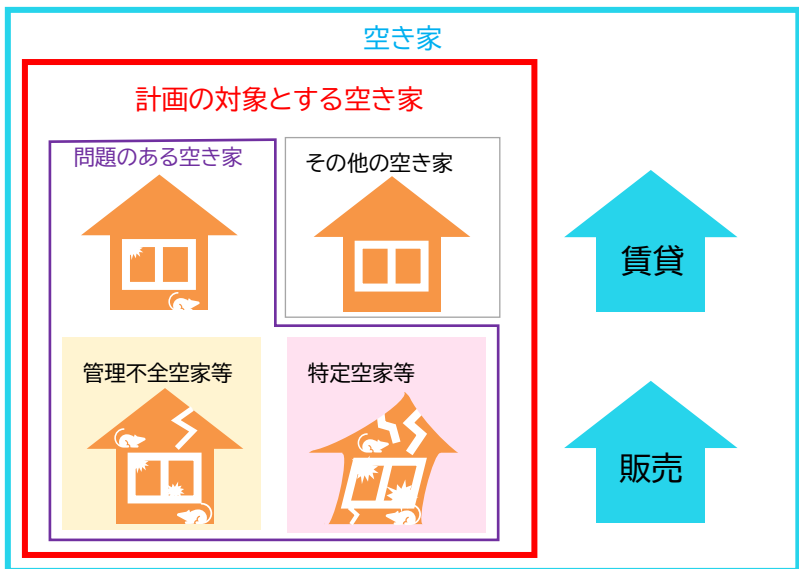 空き家
計画の対象とする空き家
問題のある空き家
その他の空き家
賃貸
管理不全空家等
特定空家等
販売